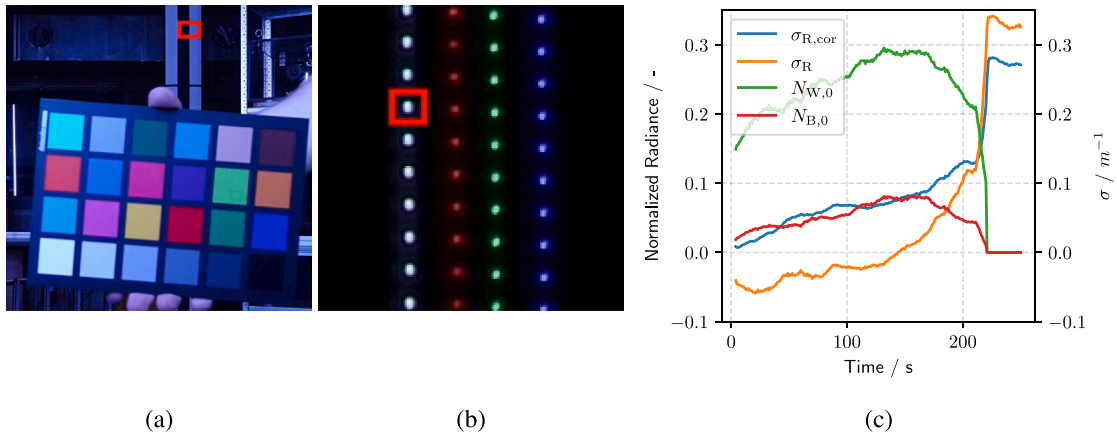 0.3
0.2
0.1
0.0
−0.1
Normalized Radiance / -
σR,cor
σR
NW,0
NB,0
0.3
0.2
0.1
0.0
−0.1
σ / m⁻¹
0
100
200
Time / s
(a)
(b)
(c)